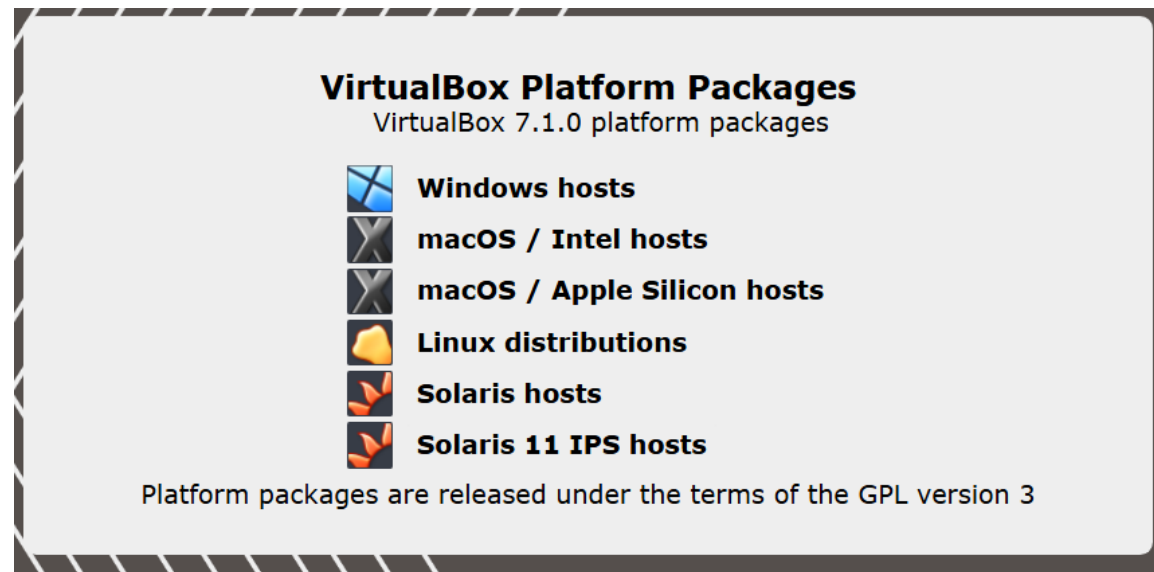 VirtualBox Platform Packages
VirtualBox 7.1.0 platform packages
Windows hosts
macOS / Intel hosts
macOS / Apple Silicon hosts
Linux distributions
Solaris hosts
Solaris 11 IPS hosts
Platform packages are released under the terms of the GPL version 3